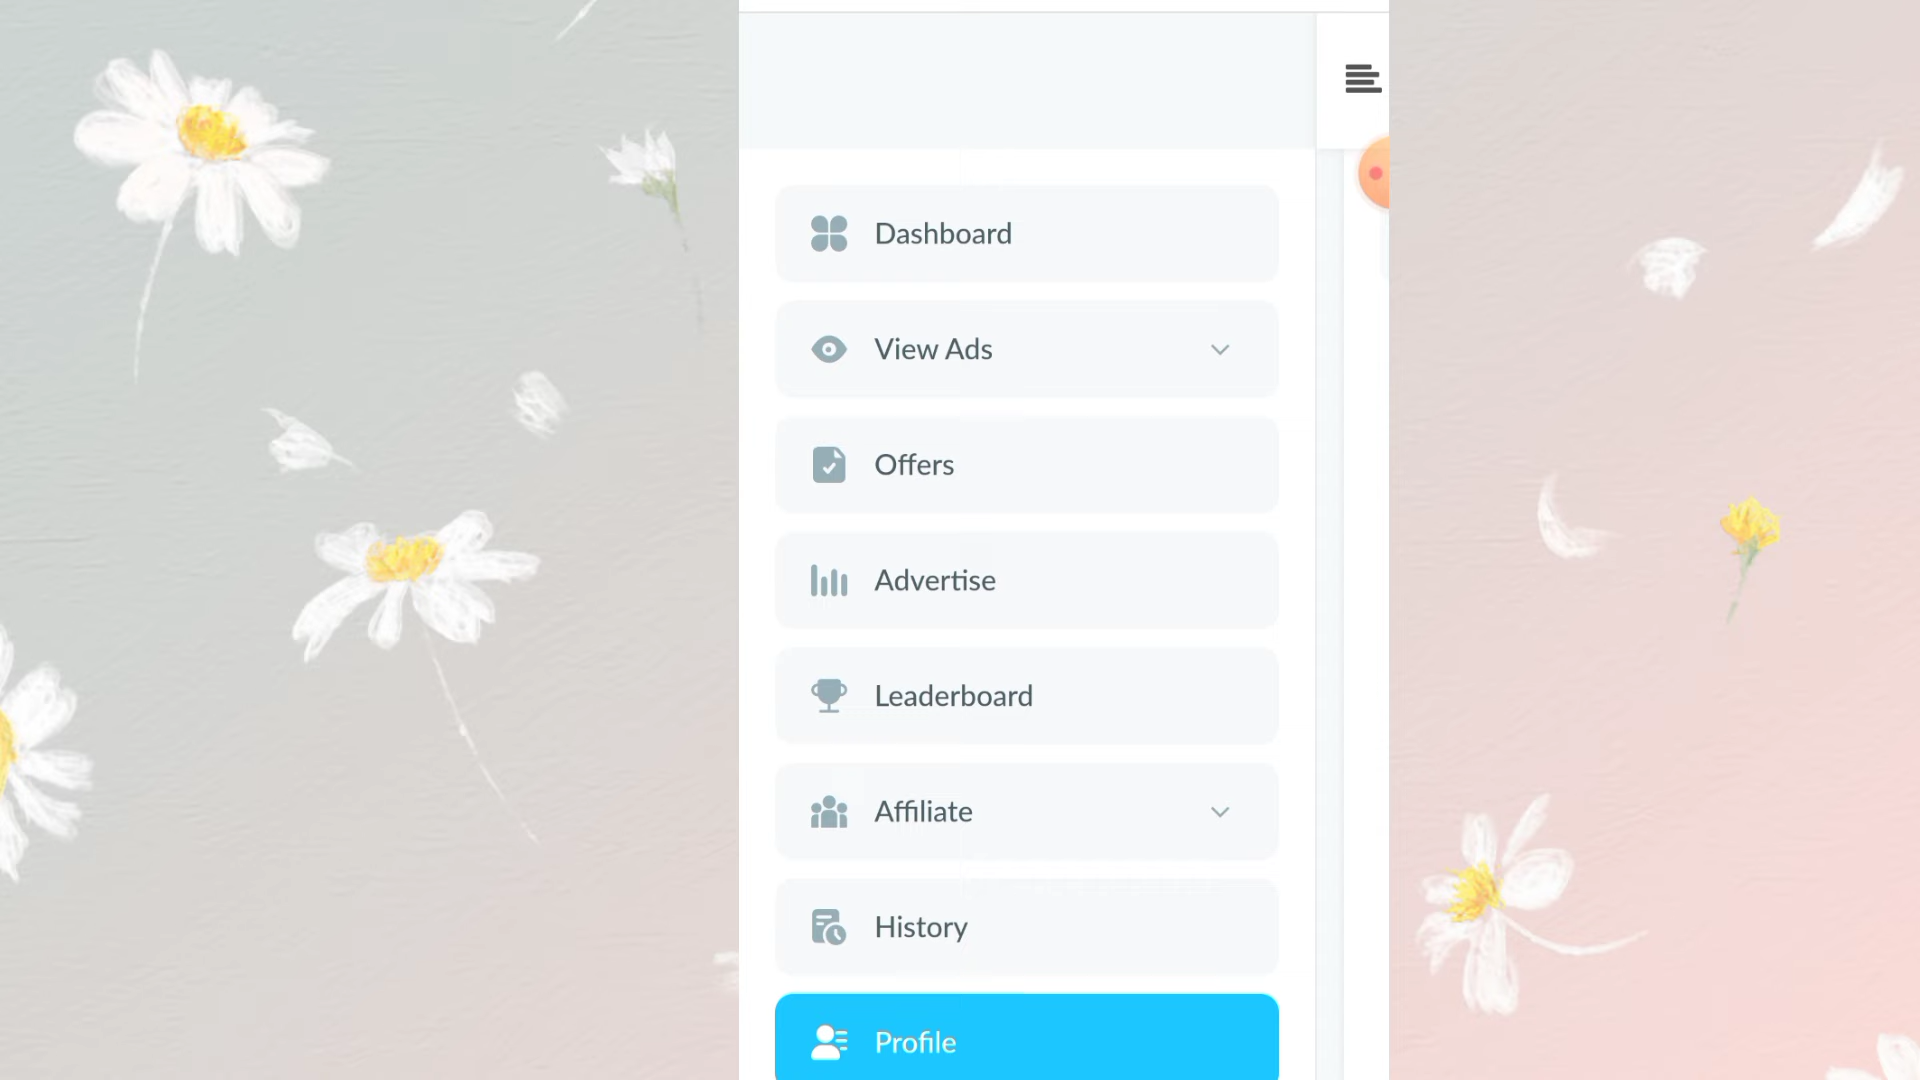 Dashboard
View Ads
Offers
Advertise
Leaderboard
Affiliate
History
Profile